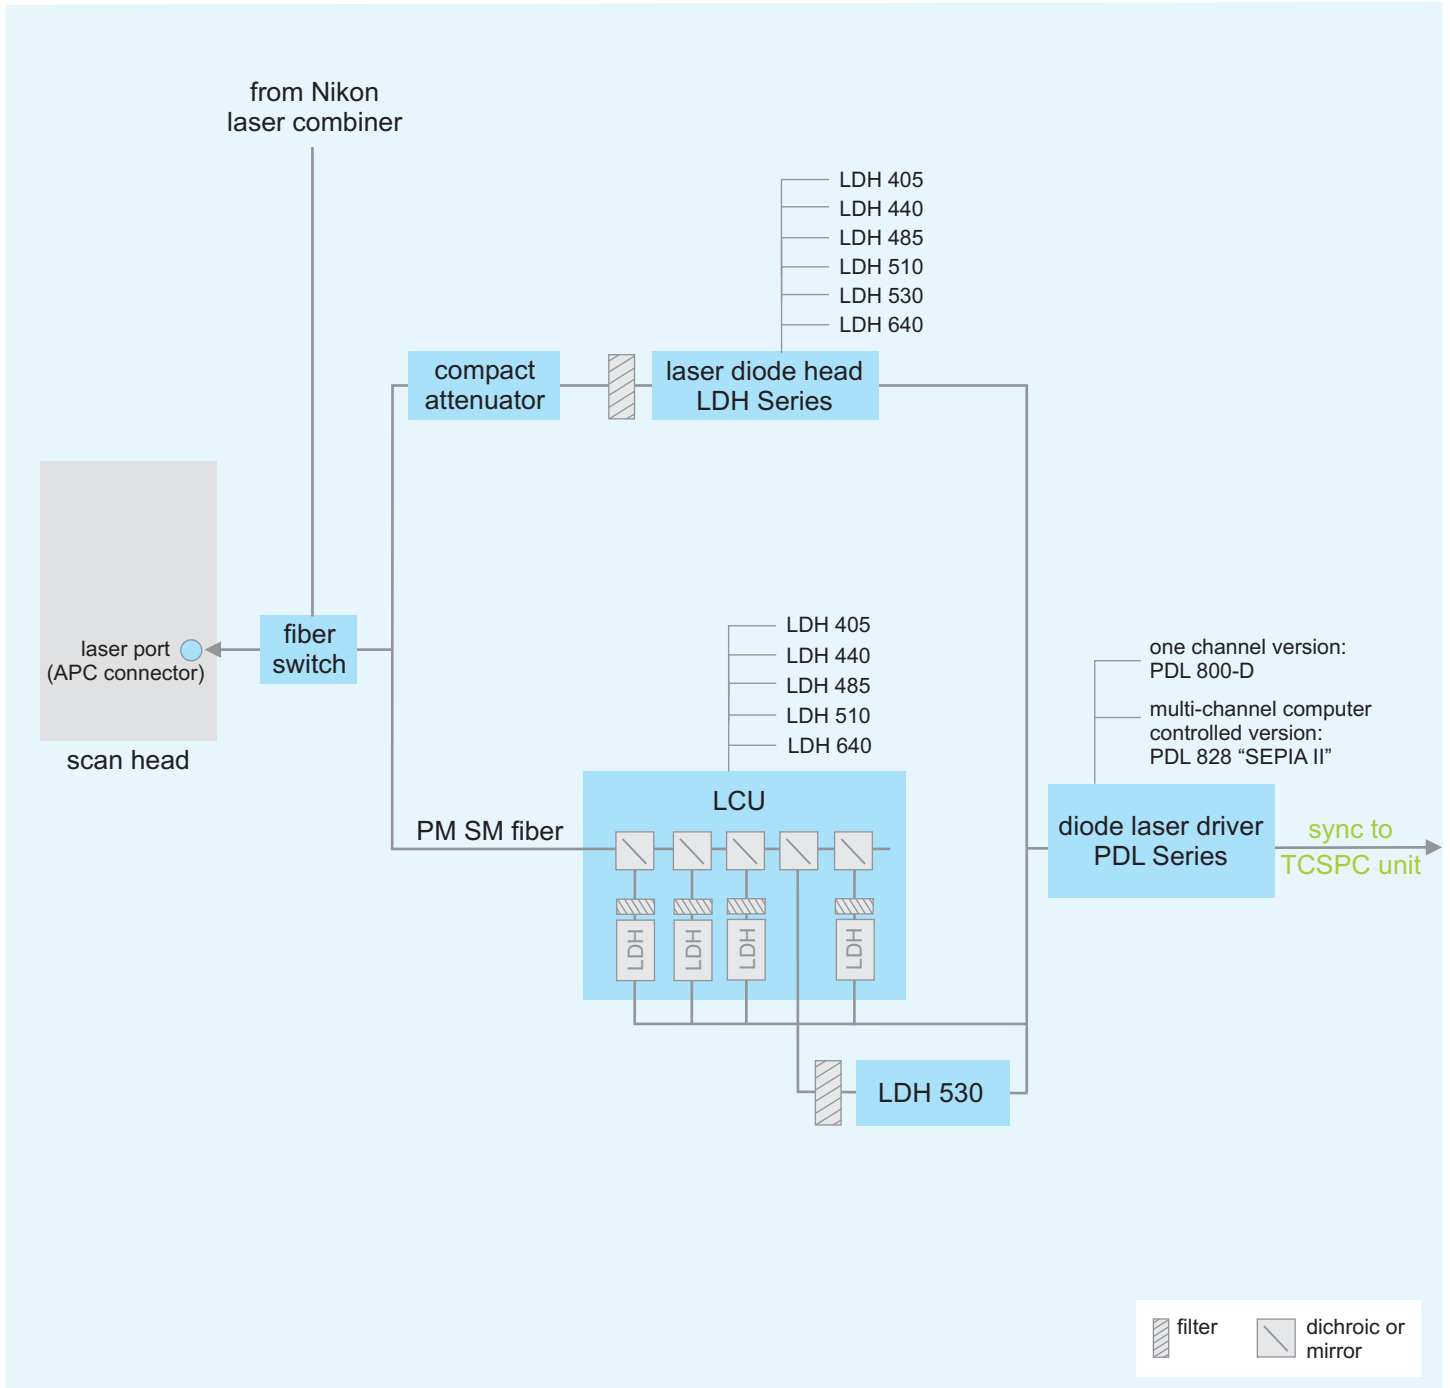 from Nikon
laser combiner
LDH 405
LDH 440
LDH 485
LDH 510
LDH 530
LDH 640
compact
attenuator
laser diode head
LDH Series
laser port
(APC connector)
scan head
fiber
switch
LDH 405
LDH 440
LDH 485
LDH 510
LDH 640
one channel version:
PDL 800-D
multi-channel computer
controlled version:
PDL 828 “SEPIA II”
PM SM fiber
LCU
LDH
LDH
LDH
LDH
diode laser driver
PDL Series
sync to
TCSPC unit
LDH 530
filter
dichroic or
mirror